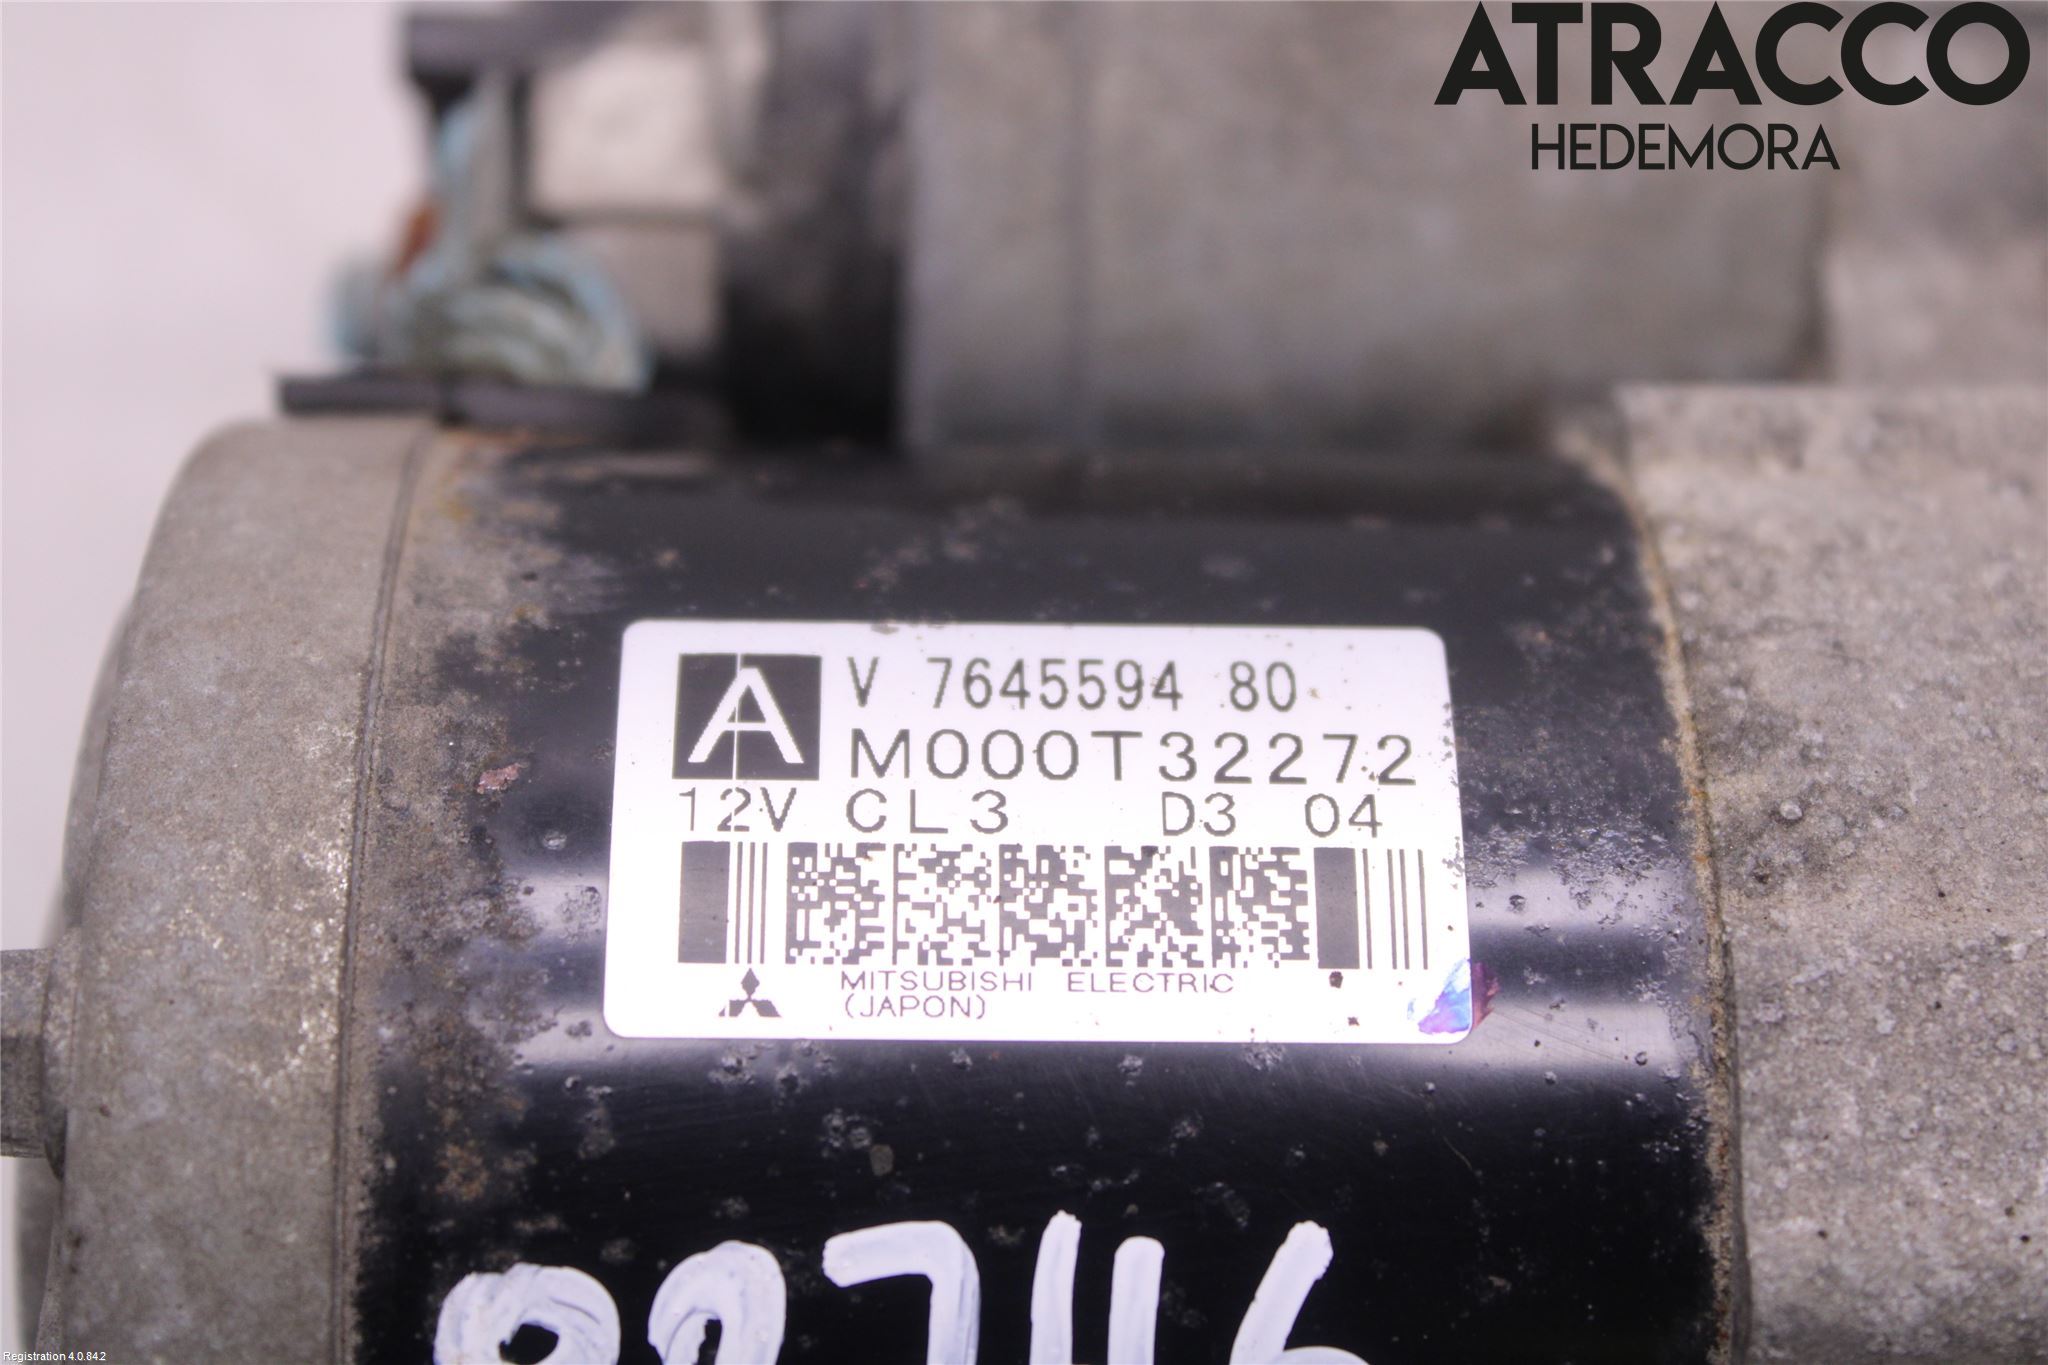 ATRACCO
HEDEMORA
A
V 7645594 80
M000T32272
12V CL3 D3 04
MITSUBISHI ELECTRIC
(JAPON)
Registration 4.0.84.2